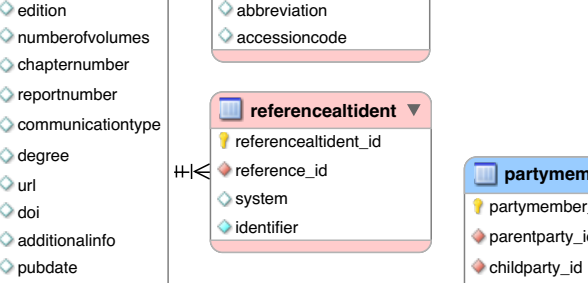 edition
numberofvolumes
chapternumber
reportnumber
communicationtype
degree
url
doi
additionalinfo
pubdate
abbreviation
accessioncode
referencealtident
referencealtident_id
reference_id
system
identifier
partymem
partymember_
parentparty_i
childparty_id